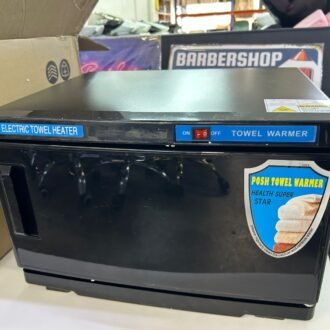 BARBERSHOP
ELECTRIC TOWEL HEATER
ON OFF TOWEL WARMER
POSH TOWEL WARMER
HEALTH SUPER
STAR